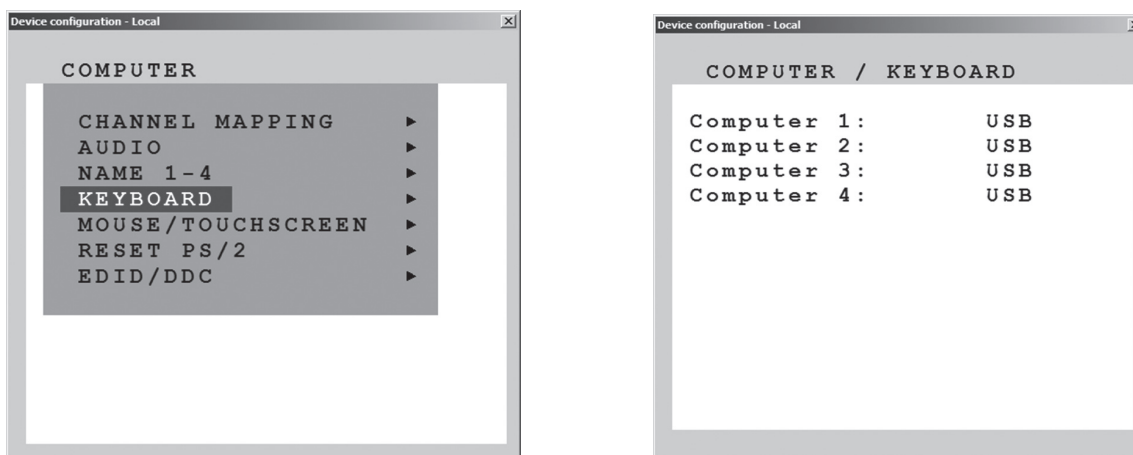 Device configuration - Local
COMPUTER
CHANNEL MAPPING
AUDIO
NAME 1-4
KEYBOARD
MOUSE/TOUCHSCREEN
RESET PS/2
EDID/DDC
Device configuration - Local
COMPUTER / KEYBOARD
Computer 1: USB
Computer 2: USB
Computer 3: USB
Computer 4: USB